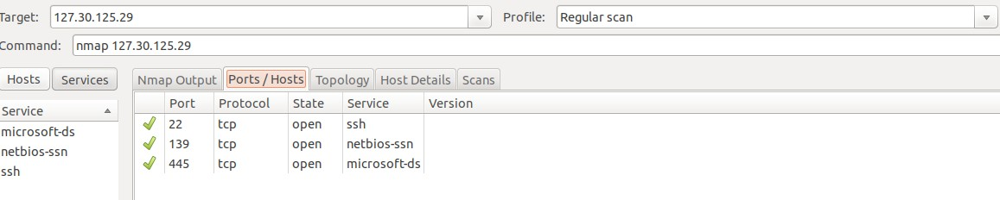 Target: 127.30.125.29 Profile: Regular scan
Command: nmap 127.30.125.29
Hosts Services Nmap Output Ports / Hosts Topology Host Details Scans
Service Port Protocol State Service Version
microsoft-ds 22 tcp open ssh
netbios-ssn 139 tcp open netbios-ssn
ssh 445 tcp open microsoft-ds